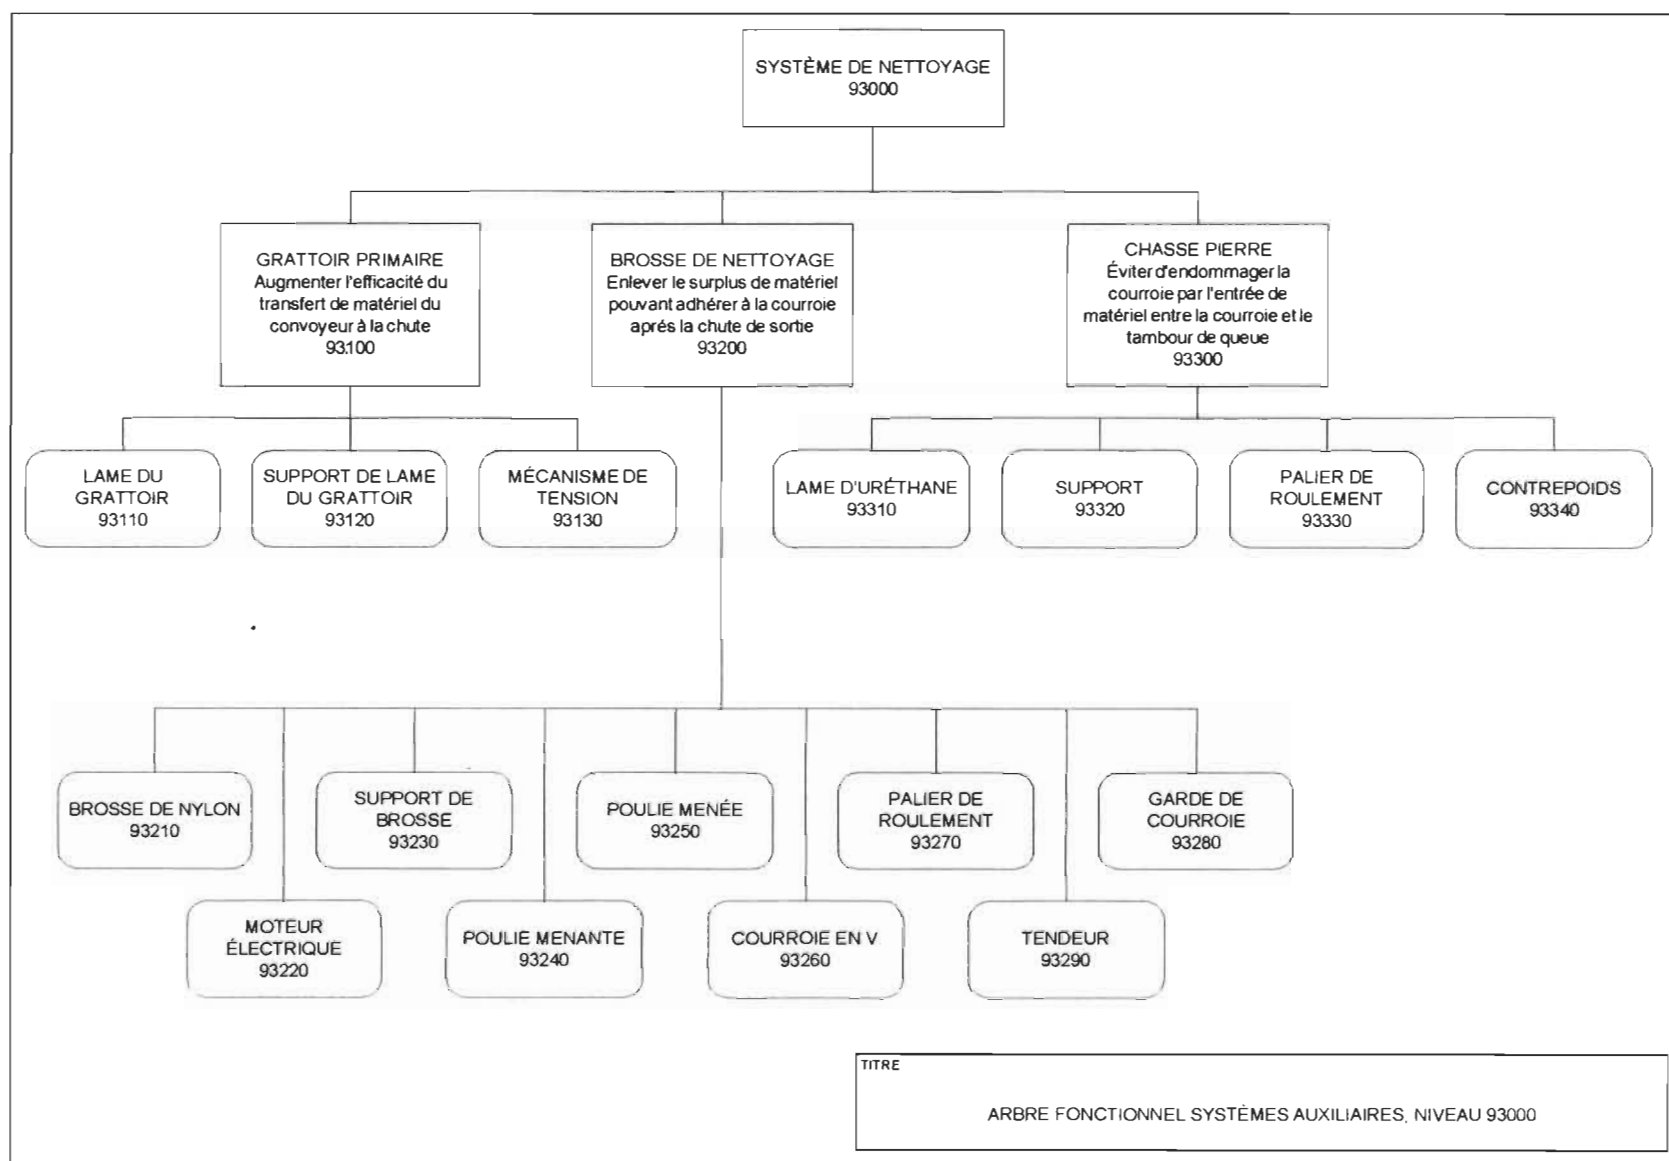 SYSTÈME DE NETTOYAGE
93000
GRATTOIR PRIMAIRE
Augmenter l'efficacité du
transfert de matériel du
convoyeur à la chute
93100
BROSSE DE NETTOYAGE
Enlever le surplus de matériel
pouvant adhérer à la courroie
aprés la chute de sortie
93200
CHASSE PIERRE
Éviter d'endommager la
courroie par l'entrée de
matériel entre la courroie et le
tambour de queue
93300
LAME DU
GRATTOIR
93110
SUPPORT DE LAME
DU GRATTOIR
93120
MÉCANISME DE
TENSION
93130
LAME D'URÉTHANE
93310
SUPPORT
93320
PALIER DE
ROULEMENT
93330
CONTREPOIDS
93340
BROSSE DE NYLON
93210
SUPPORT DE
BROSSE
93230
POULIE MENÉE
93250
PALIER DE
ROULEMENT
93270
GARDE DE
COURROIE
93280
MOTEUR
ÉLECTRIQUE
93220
POULIE MENANTE
93240
COURROIE EN V
93260
TENDEUR
93290
TITRE
ARBRE FONCTIONNEL SYSTÈMES AUXILIAIRES, NIVEAU 93000